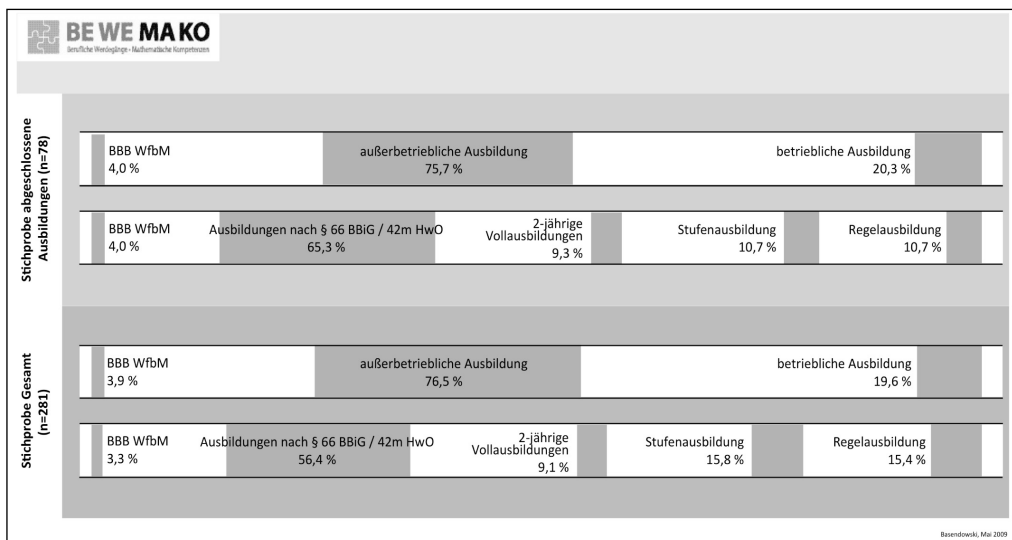 BE WE MA KO
Berufliche Werdegänge - Mathematische Kompetenzen
Stichprobe abgeschlossene
Ausbildungen (n=78)
BBB WfbM
4,0 %
außerbetriebliche Ausbildung
75,7 %
betriebliche Ausbildung
20,3 %
BBB WfbM
4,0 %
Ausbildungen nach § 66 BBiG / 42m HwO
65,3 %
2-jährige
Vollausbildungen
9,3 %
Stufenausbildung
10,7 %
Regelausbildung
10,7 %
Stichprobe Gesamt
(n=281)
BBB WfbM
3,9 %
außerbetriebliche Ausbildung
76,5 %
betriebliche Ausbildung
19,6 %
BBB WfbM
3,3 %
Ausbildungen nach § 66 BBiG / 42m HwO
56,4 %
2-jährige
Vollausbildungen
9,1 %
Stufenausbildung
15,8 %
Regelausbildung
15,4 %
Basendowski, Mai 2009